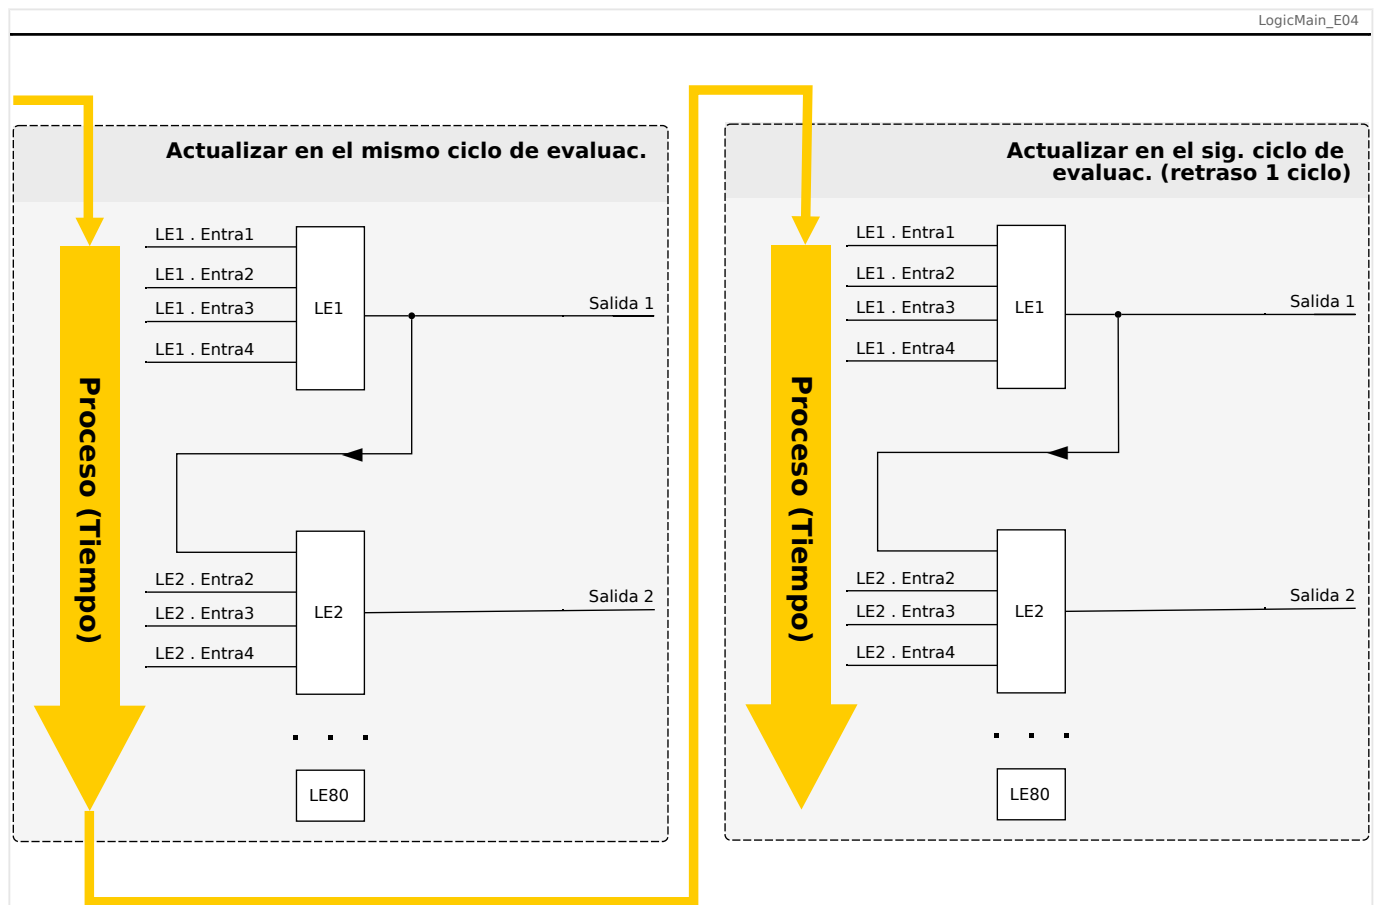 LogicMain_E04
Actualizar en el mismo ciclo de evaluac.
LE1 . Entra1
LE1 . Entra2
LE1 . Entra3
LE1 . Entra4
LE1
Salida 1
Proceso (Tiempo)
LE2 . Entra2
LE2 . Entra3
LE2 . Entra4
LE2
Salida 2
. . .
LE80
Actualizar en el sig. ciclo de
evaluac. (retraso 1 ciclo)
LE1 . Entra1
LE1 . Entra2
LE1 . Entra3
LE1 . Entra4
LE1
Salida 1
Proceso (Tiempo)
LE2 . Entra2
LE2 . Entra3
LE2 . Entra4
LE2
Salida 2
. . .
LE80